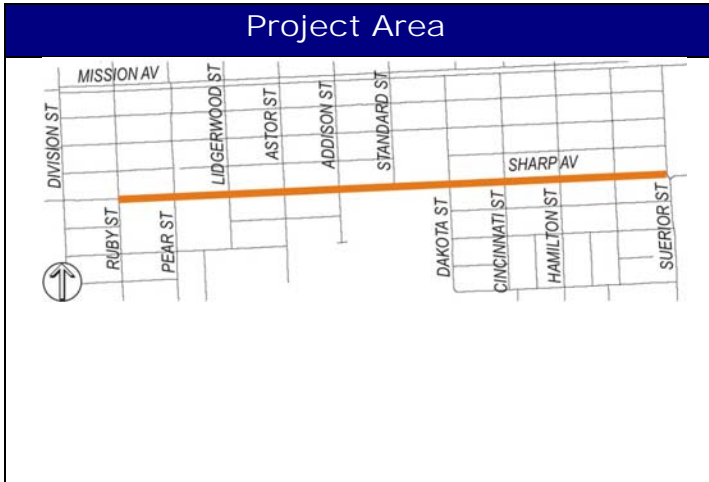 Project Area
MISSION AV
DIVISION ST
LIDGERWOOD ST
ASTOR ST
ADDISON ST
STANDARD ST
SHARP AV
RUBY ST
PEAR ST
DAKOTA ST
CINCINNATI ST
HAMILTON ST
SUERIOR ST